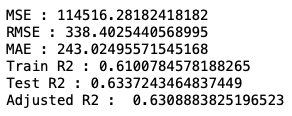 MSE : 114516.28182418182
RMSE : 338.4025440568995
MAE : 243.02495571545168
Train R2 : 0.6100784578188265
Test R2 : 0.6337243464837449
Adjusted R2 :  0.6308883825196523